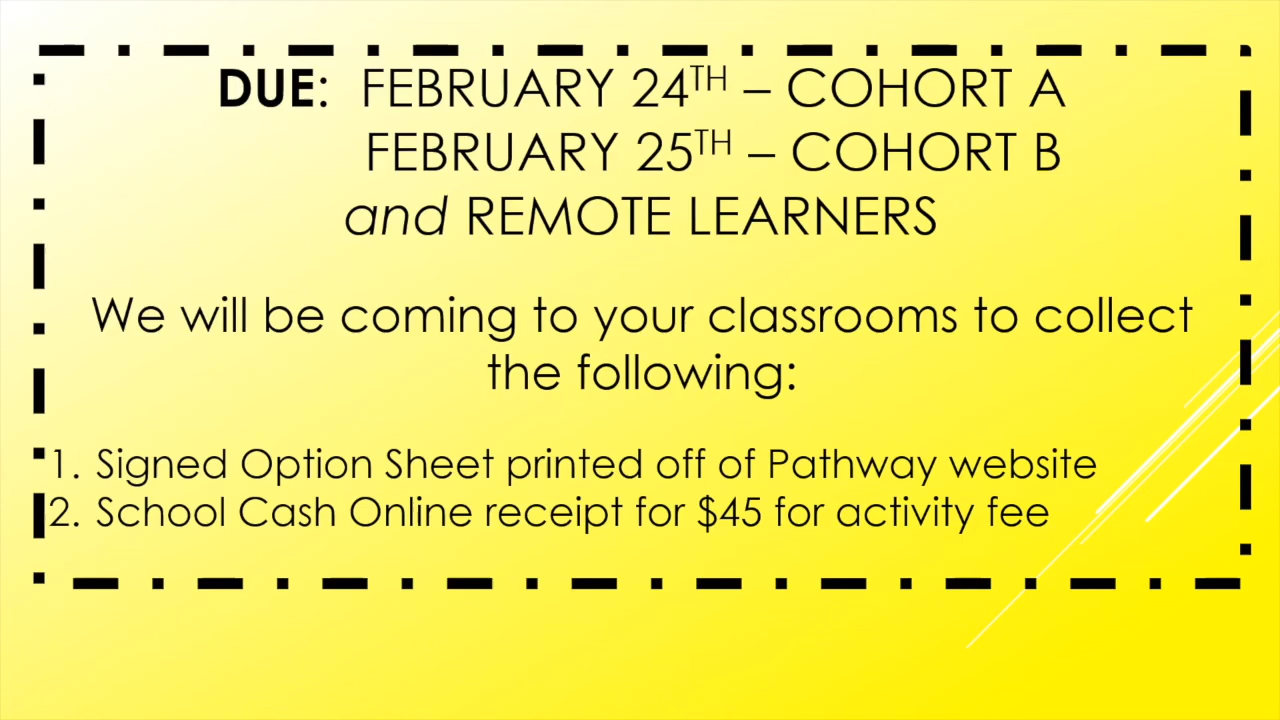 DUE: FEBRUARY 24TH – COHORT A
FEBRUARY 25TH – COHORT B
and REMOTE LEARNERS
We will be coming to your classrooms to collect
the following:
1. Signed Option Sheet printed off of Pathway website
2. School Cash Online receipt for $45 for activity fee